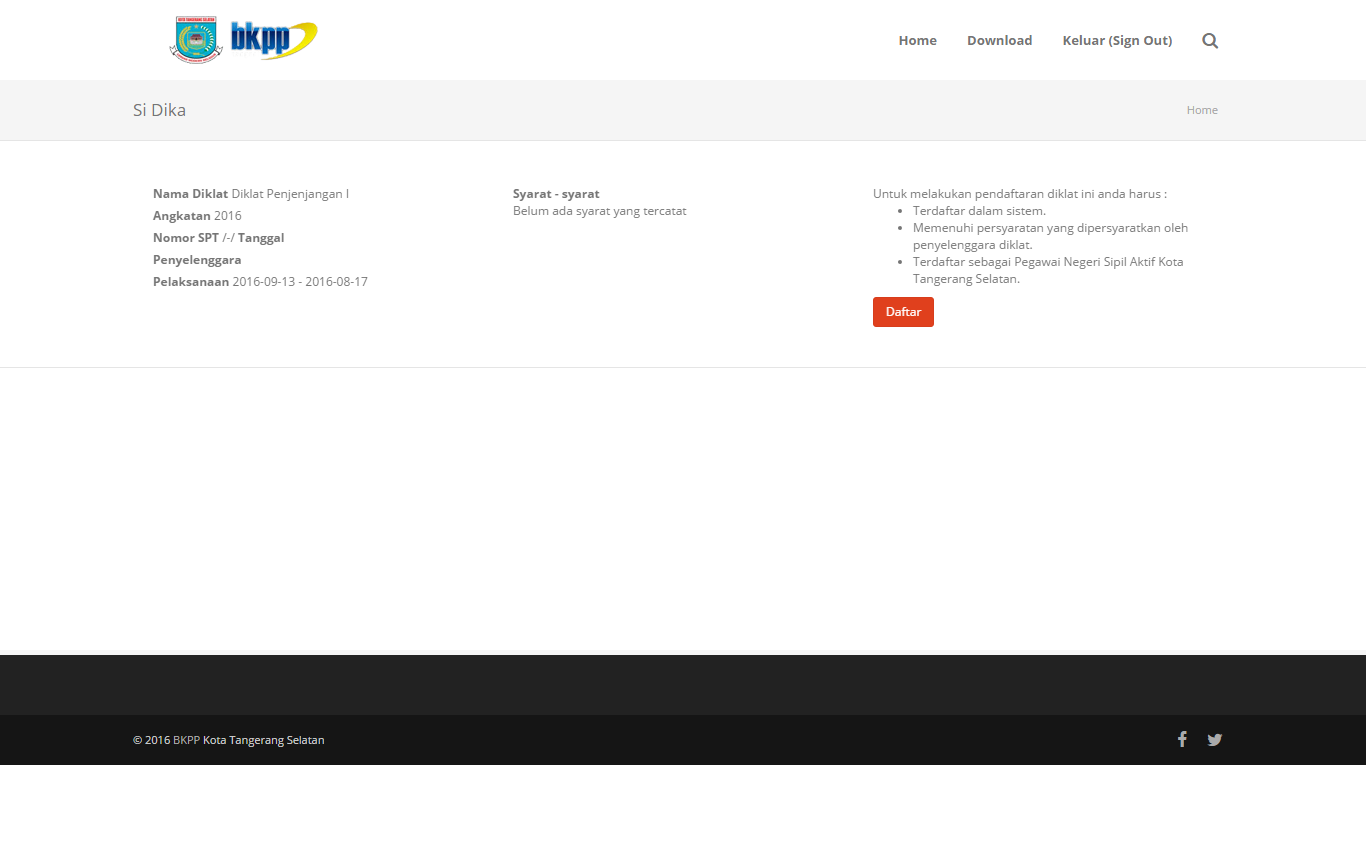 bkpp
Home
Download
Keluar (Sign Out)
Si Dika
Home
Nama Diklat Diklat Penjenjangan I
Angkatan 2016
Nomor SPT /-/ Tanggal
Penyelenggara
Pelaksanaan 2016-09-13 - 2016-08-17
Syarat - syarat
Belum ada syarat yang tercatat
Untuk melakukan pendaftaran diklat ini anda harus :
• Terdaftar dalam sistem.
• Memenuhi persyaratan yang dipersyaratkan oleh
penyelenggara diklat.
• Terdaftar sebagai Pegawai Negeri Sipil Aktif Kota
Tangerang Selatan.
Daftar
© 2016 BKPP Kota Tangerang Selatan